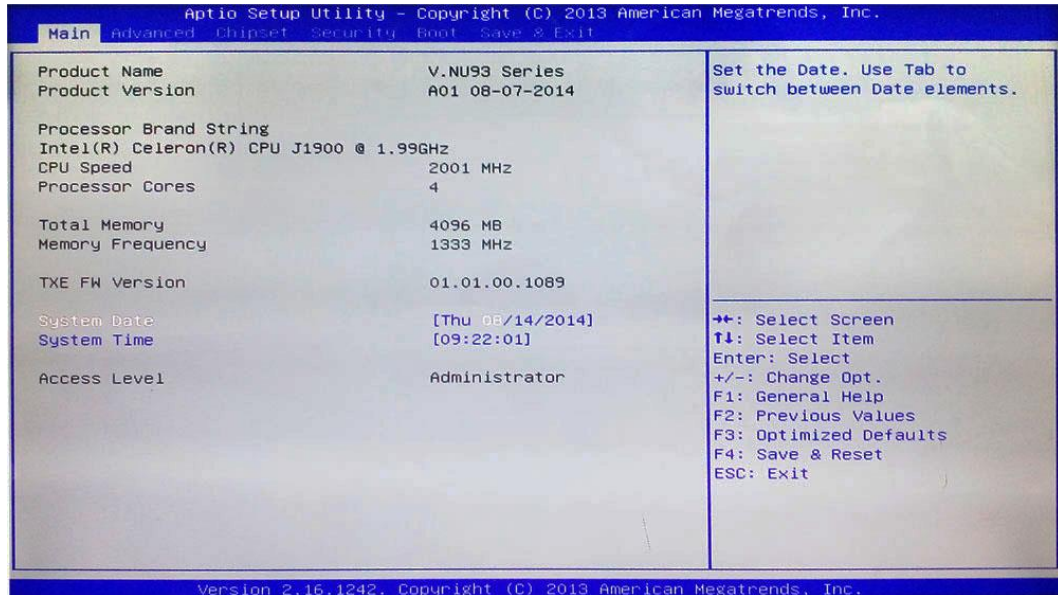 Aptio Setup Utility - Copyright (C) 2013 American Megatrends, Inc.
Main Advanced Chipset Security Boot Save & Exit
Product Name V.NU93 Series
Product Version A01 08-07-2014
Processor Brand String
Intel(R) Celeron(R) CPU J1900 @ 1.99GHz
CPU Speed 2001 MHz
Processor Cores 4
Total Memory 4096 MB
Memory Frequency 1333 MHz
TXE FW Version 01.01.00.1089
System Date [Thu 08/14/2014]
System Time [09:22:01]
Access Level Administrator
Set the Date. Use Tab to
switch between Date elements.
→←: Select Screen
↑↓: Select Item
Enter: Select
+/-: Change Opt.
F1: General Help
F2: Previous Values
F3: Optimized Defaults
F4: Save & Reset
ESC: Exit
Version 2.16.1242. Copyright (C) 2013 American Megatrends, Inc.